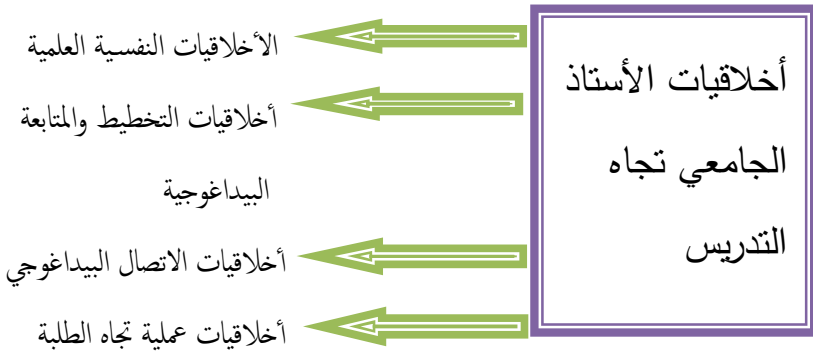 أخلاقيات الأستاذ
الجامعي تجاه
التدريس
الأخلاقيات النفسية العلمية
أخلاقيات التخطيط والمتابعة
البيداغوجية
أخلاقيات الاتصال البيداغوجي
أخلاقيات عملية تجاه الطلبة